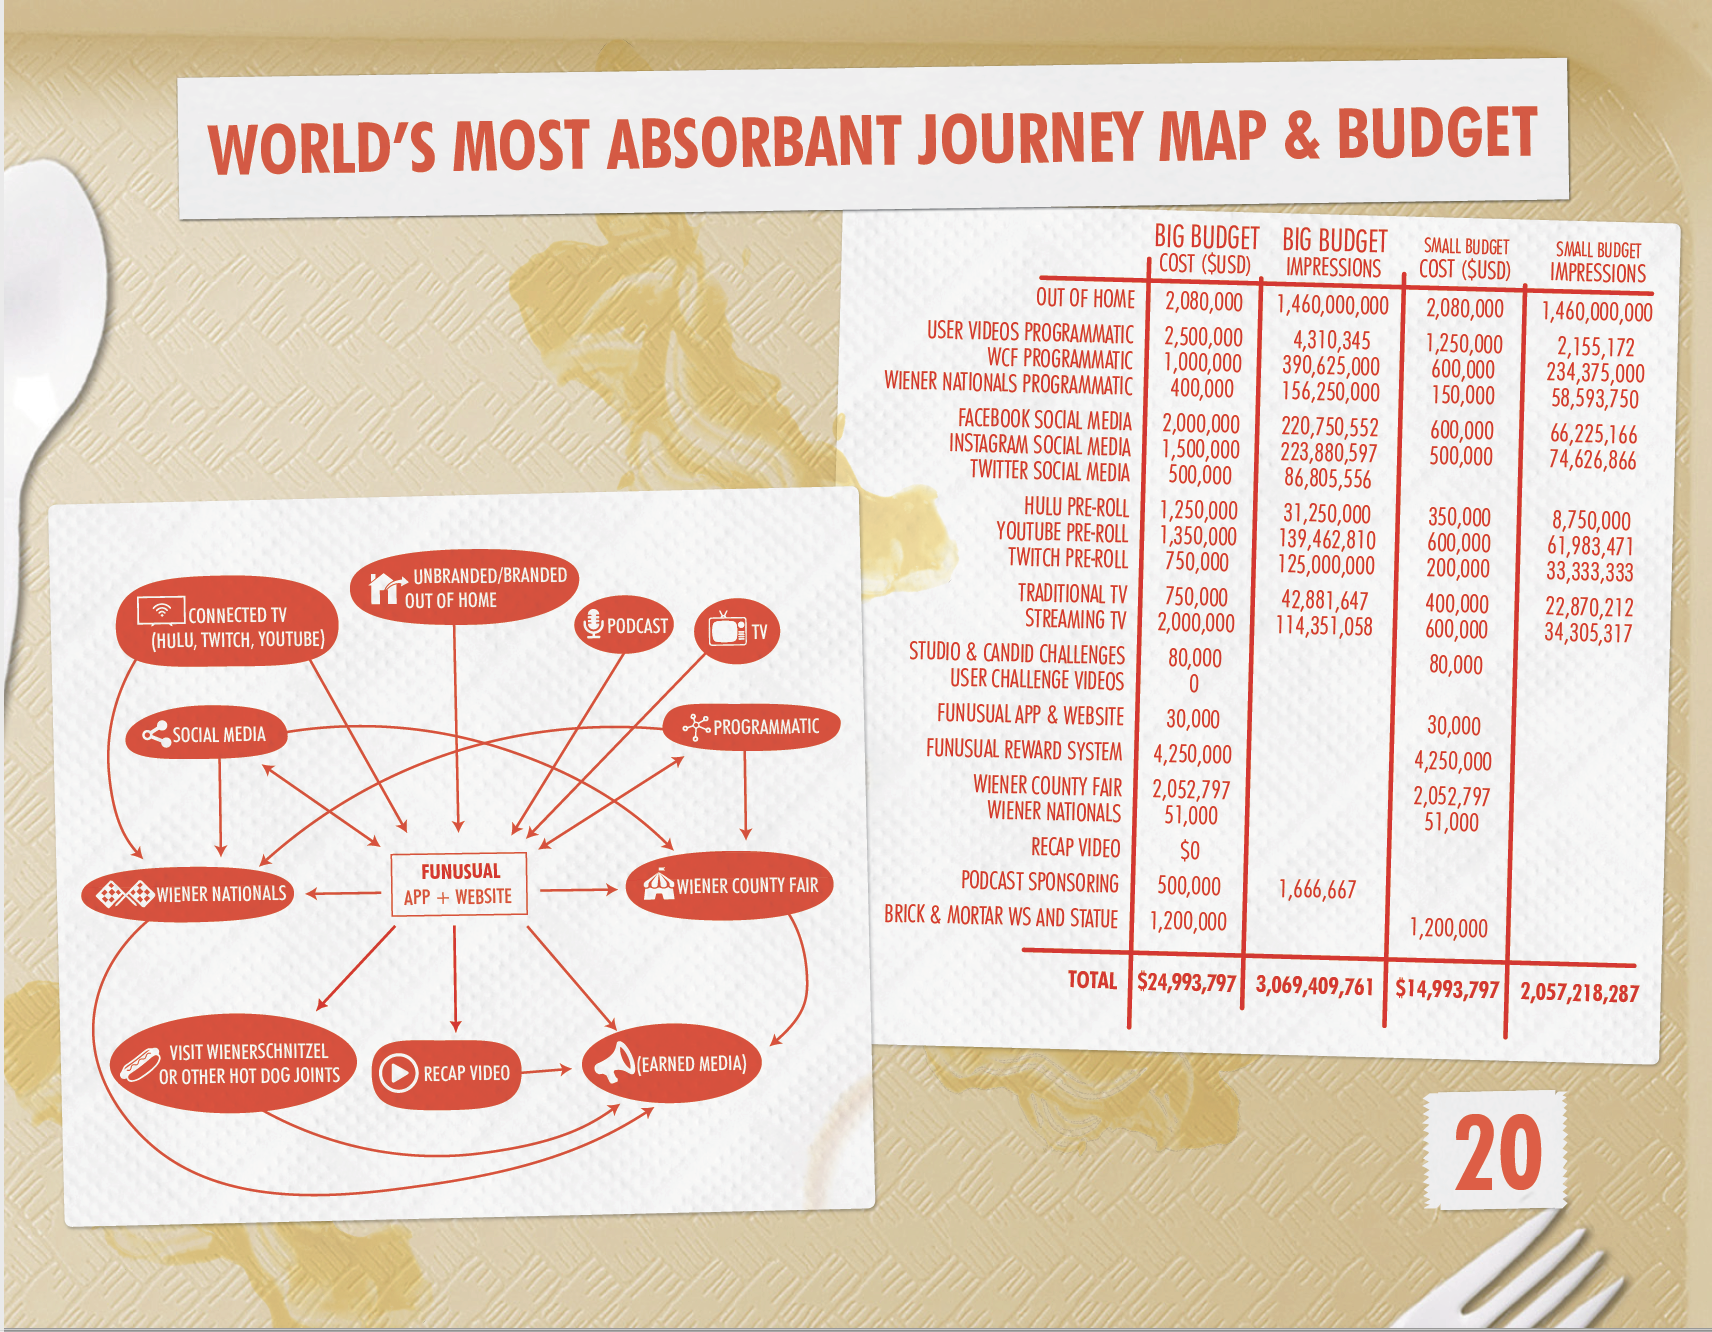 WORLD'S MOST ABSORBANT JOURNEY MAP & BUDGET
BIG BUDGET COST ($USD) BIG BUDGET IMPRESSIONS SMALL BUDGET COST ($USD) SMALL BUDGET IMPRESSIONS
OUT OF HOME 2,080,000 1,460,000,000 2,080,000 1,460,000,000
USER VIDEOS PROGRAMMATIC 2,500,000 4,310,345 1,250,000 2,155,172
WCF PROGRAMMATIC 1,000,000 390,625,000 600,000 234,375,000
WIENER NATIONALS PROGRAMMATIC 400,000 156,250,000 150,000 58,593,750
FACEBOOK SOCIAL MEDIA 2,000,000 220,750,552 600,000 66,225,166
INSTAGRAM SOCIAL MEDIA 1,500,000 223,880,597 500,000 74,626,866
TWITTER SOCIAL MEDIA 500,000 86,805,556
HULU PRE-ROLL 1,250,000 31,250,000 350,000 8,750,000
YOUTUBE PRE-ROLL 1,350,000 139,462,810 600,000 61,983,471
TWITCH PRE-ROLL 750,000 125,000,000 200,000 33,333,333
TRADITIONAL TV 750,000 42,881,647 400,000 22,870,212
STREAMING TV 2,000,000 114,351,058 600,000 34,305,317
STUDIO & CANDID CHALLENGES 80,000 80,000
USER CHALLENGE VIDEOS 0
FUNUSUAL APP & WEBSITE 30,000 30,000
FUNUSUAL REWARD SYSTEM 4,250,000 4,250,000
WIENER COUNTY FAIR 2,052,797 2,052,797
WIENER NATIONALS 51,000 51,000
RECAP VIDEO $0
PODCAST SPONSORING 500,000 1,666,667
BRICK & MORTAR WS AND STATUE 1,200,000 1,200,000
TOTAL $24,993,797 3,069,409,761 $14,993,797 2,057,218,287
CONNECTED TV
(HULU, TWITCH, YOUTUBE)
UNBRANDED/BRANDED
OUT OF HOME
PODCAST
TV
SOCIAL MEDIA
PROGRAMMATIC
WIENER NATIONALS
FUNUSUAL
APP + WEBSITE
WIENER COUNTY FAIR
VISIT WIENERSCHNITZEL
OR OTHER HOT DOG JOINTS
RECAP VIDEO
(EARNED MEDIA)
20